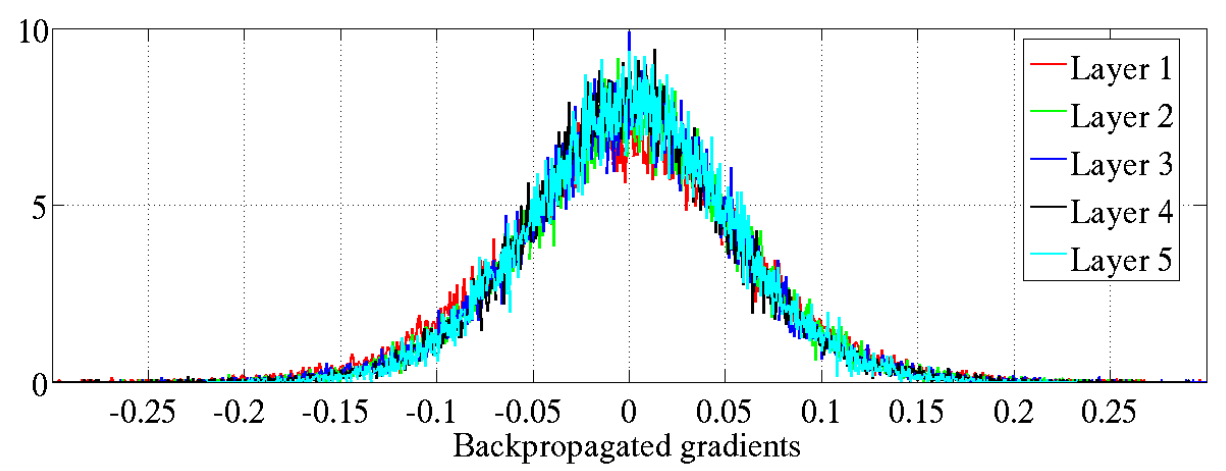 10
5
0
-0.25 -0.2 -0.15 -0.1 -0.05 0 0.05 0.1 0.15 0.2 0.25
Backpropagated gradients
Layer 1
Layer 2
Layer 3
Layer 4
Layer 5